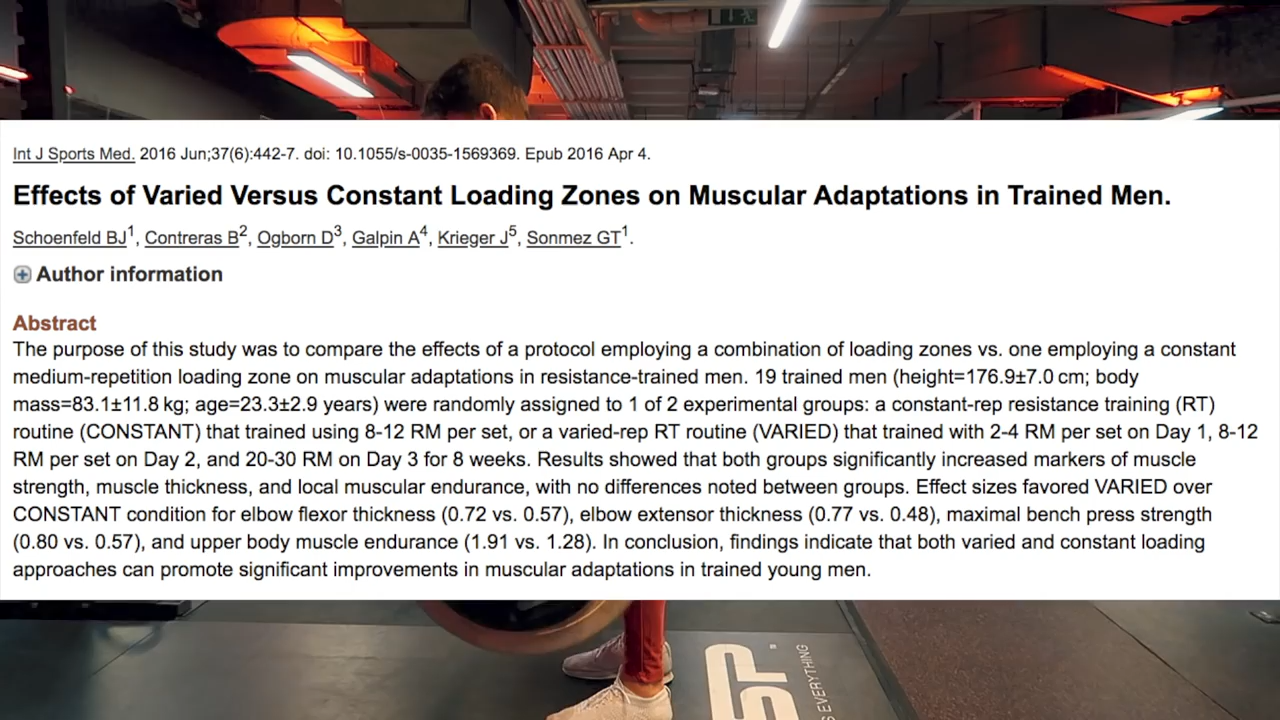 Int J Sports Med. 2016 Jun;37(6):442-7. doi: 10.1055/s-0035-1569369. Epub 2016 Apr 4.
Effects of Varied Versus Constant Loading Zones on Muscular Adaptations in Trained Men.
Schoenfeld BJ1, Contreras B2, Ogborn D3, Galpin A4, Krieger J5, Sonmez GT1.
Author information
Abstract
The purpose of this study was to compare the effects of a protocol employing a combination of loading zones vs. one employing a constant
medium-repetition loading zone on muscular adaptations in resistance-trained men. 19 trained men (height=176.9±7.0 cm; body
mass=83.1±11.8 kg; age=23.3±2.9 years) were randomly assigned to 1 of 2 experimental groups: a constant-rep resistance training (RT)
routine (CONSTANT) that trained using 8-12 RM per set, or a varied-rep RT routine (VARIED) that trained with 2-4 RM per set on Day 1, 8-12
RM per set on Day 2, and 20-30 RM on Day 3 for 8 weeks. Results showed that both groups significantly increased markers of muscle
strength, muscle thickness, and local muscular endurance, with no differences noted between groups. Effect sizes favored VARIED over
CONSTANT condition for elbow flexor thickness (0.72 vs. 0.57), elbow extensor thickness (0.77 vs. 0.48), maximal bench press strength
(0.80 vs. 0.57), and upper body muscle endurance (1.91 vs. 1.28). In conclusion, findings indicate that both varied and constant loading
approaches can promote significant improvements in muscular adaptations in trained young men.
SP
EVERYTHING